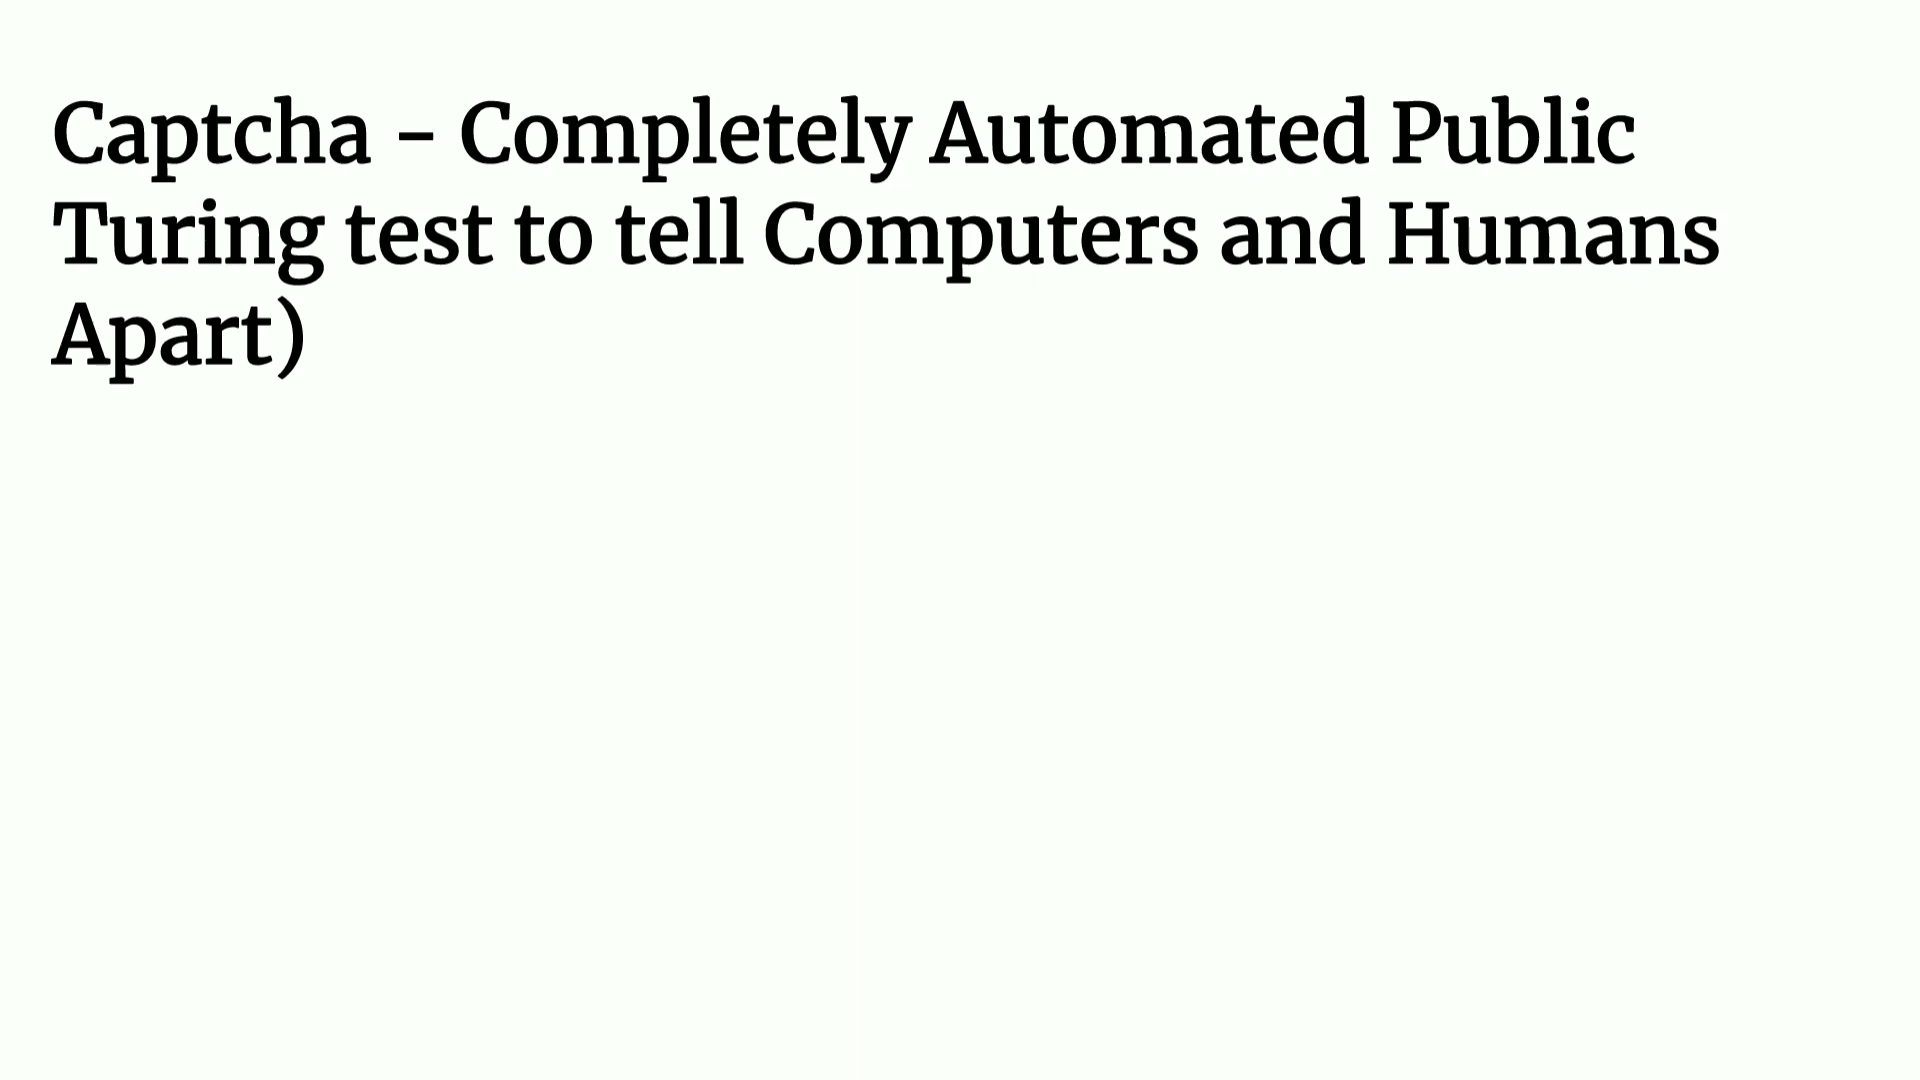 Captcha - Completely Automated Public
Turing test to tell Computers and Humans
Apart)